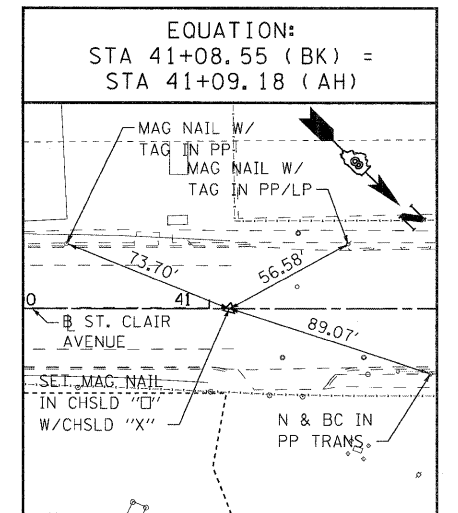 EQUATION:
STA 41+08.55 (BK) =
STA 41+09.18 (AH)
MAG NAIL W/
TAG IN PP
MAG NAIL W/
TAG IN PP/LP
N
73.70'
56.58'
0
41
89.07'
B ST. CLAIR
AVENUE
SET MAG NAIL
IN CHSLD "□"
W/CHSLD "X"
N & BC IN
PP TRANS